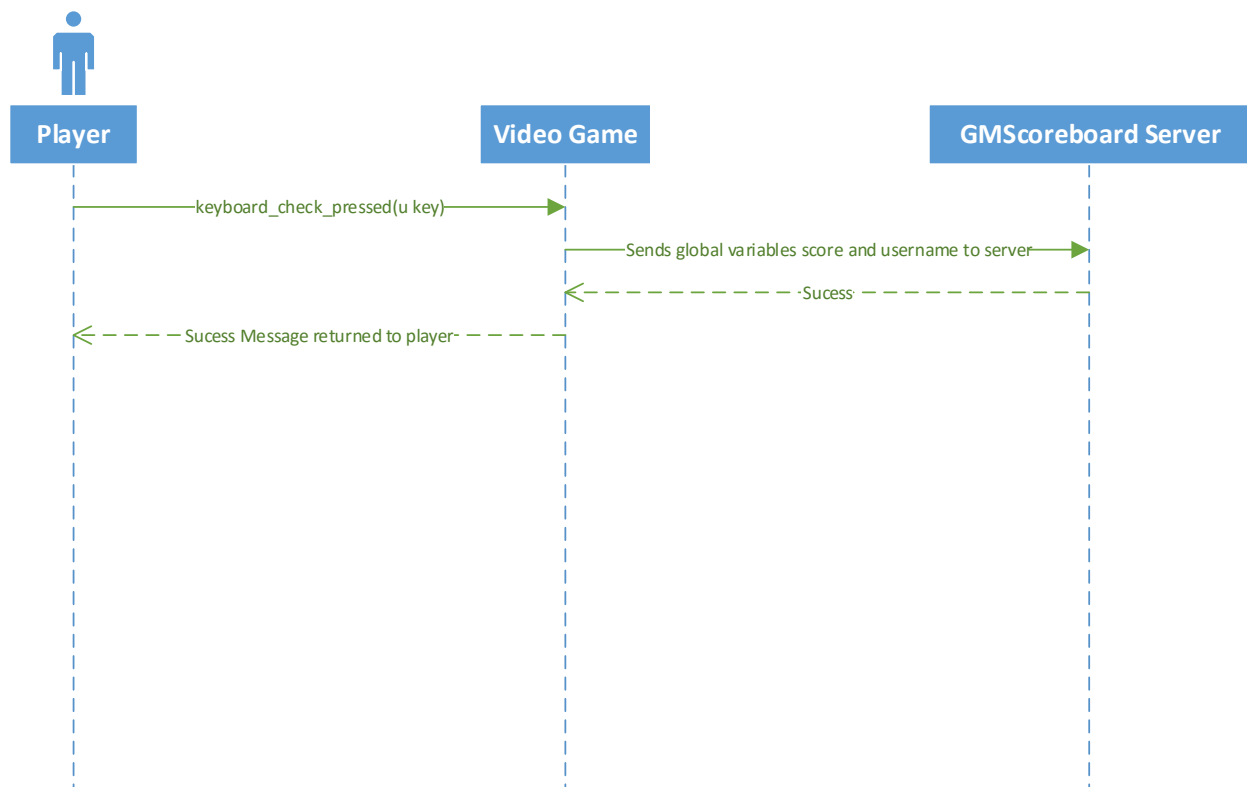 Player
Video Game
GMScoreboard Server
keyboard_check_pressed(u key)
Sends global variables score and username to server
Sucess
Sucess Message returned to player